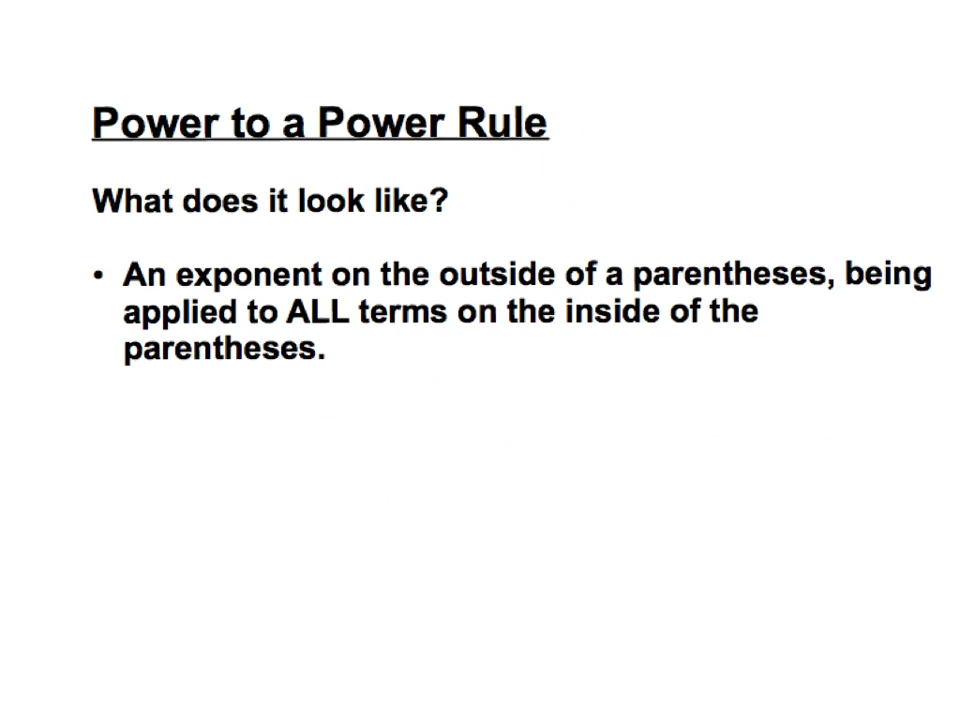 Power to a Power Rule
What does it look like?
• An exponent on the outside of a parentheses, being
applied to ALL terms on the inside of the
parentheses.